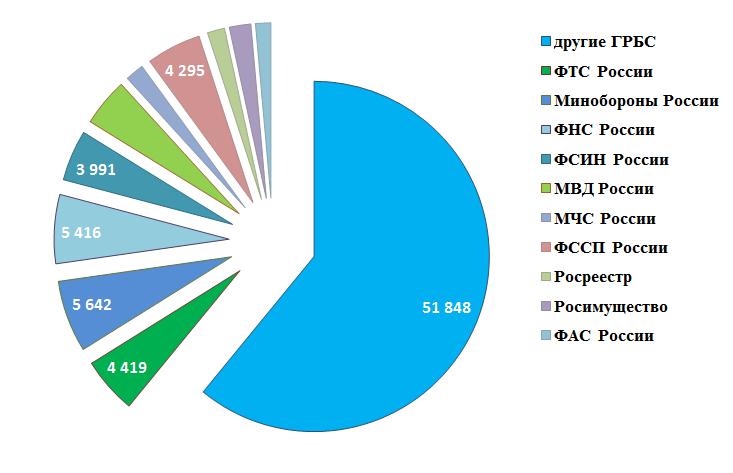 4 295
3 991
5 416
5 642
4 419
51 848
другие ГРБС
ФТС России
Минобороны России
ФНС России
ФСИН России
МВД России
МЧС России
ФССП России
Росреестр
Росимущество
ФАС России